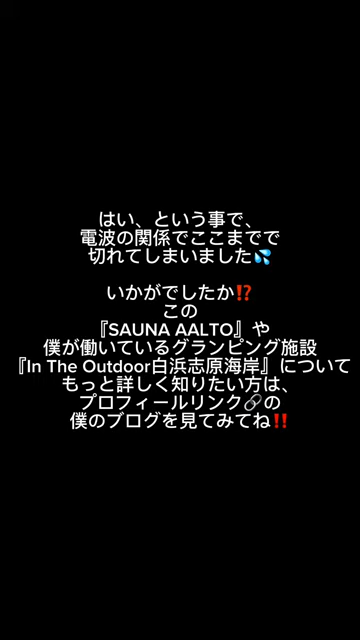 はい、という事で、
電波の関係でここまでで
切れてしまいました💦
いかがでしたか⁉️
この
『SAUNA AALTO』や
僕が働いているグランピング施設
『In The Outdoor白浜志原海岸』について
もっと詳しく知りたい方は、
プロフィールリンク🔗の
僕のブログを見てみてね‼️